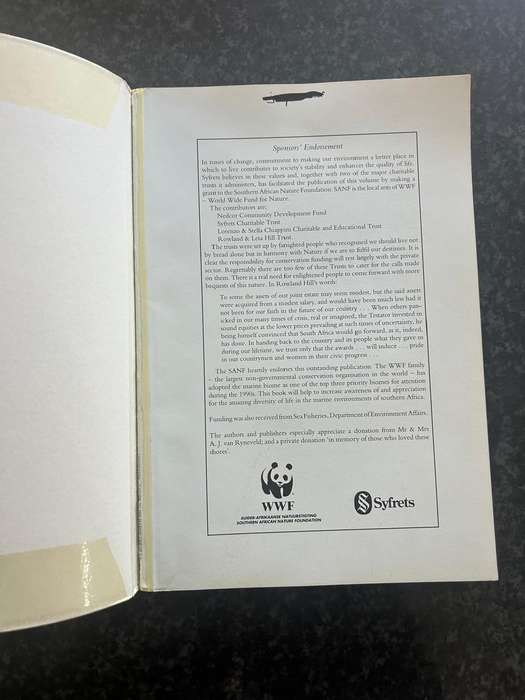 Sponsors' Endorsement
In times of change, commitment to making our environment a better place in
which to live contributes to society's stability and enhances the quality of life.
Syfrets believes in these values and, together with two of the major charitable
trusts it administers, has facilitated the publication of this volume by making a
grant to the Southern African Nature Foundation. SANF is the local arm of WWF
– World Wide Fund for Nature.
The contributors are:
Nedcor Community Development Fund
Syfrets Charitable Trust
Loreman & Stella Chiappini Charitable and Educational Trust
Rowland & Leta Hill Trust.
The trusts were set up by farsighted people who recognised we should live not
by bread alone but in harmony with Nature if we are to fulfil our destinies. It is
clear the responsibility for conservation funding will rest largely with the private
sector. Regrettably there are too few of these Trusts to cater for the calls made
on them. There is a real need for enlightened people to come forward with more
bequests of this nature. In Rowland Hill's words:
To some the assets of our joint estate may seem modest, but the said assets
were acquired from a modest salary, and would have been much less had it
not been for our faith in the future of our country . . . When others pan-
icked in our many times of crisis, real or imagined, the Testator invested in
sound equities at the lower prices prevailing at such times of uncertainty, he
being himself convinced that South Africa would go forward, as it, indeed,
has done. In handing back to the country and its people what they gave us
during our lifetime, we trust only that the awards . . . will induce . . . pride
in our countrymen and women in their civic progress . . .
The SANF heartily endorses this outstanding publication. The WWF family
– the largest non-governmental conservation organisation in the world – has
adopted the marine biome as one of the top three priority biomes for attention
during the 1990s. This book will help to increase awareness of and appreciation
for the amazing diversity of life in the marine environments of southern Africa.
Funding was also received from Sea Fisheries, Department of Environment Affairs.
The authors and publishers especially appreciate a donation from Mr & Mrs
A. J. van Ryneveld; and a private donation 'in memory of those who loved these
shores'.
WWF
SUIDER-AFRIKAANSE NATUURSTIGTING
SOUTHERN AFRICAN NATURE FOUNDATION
Syfrets